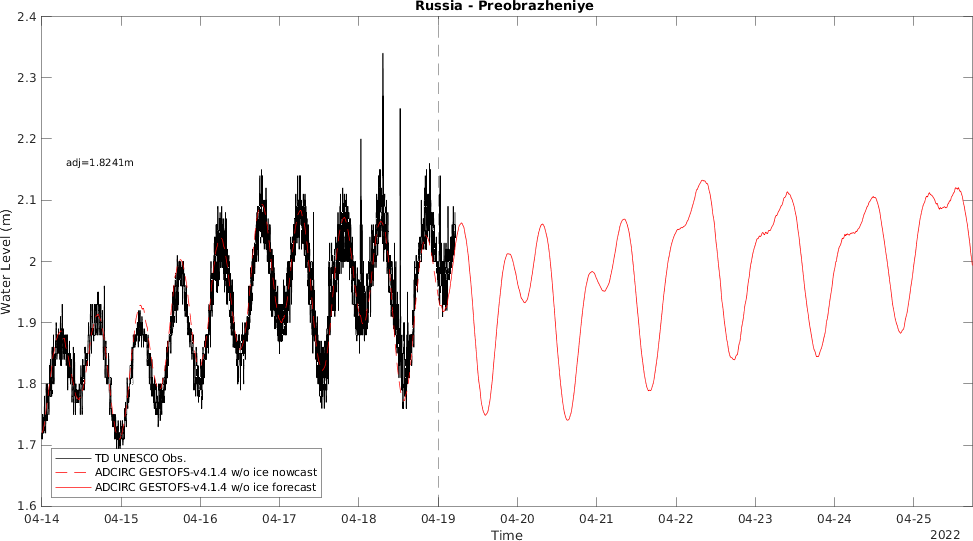 Russia - Preobrazheniye
2.4
2.3
2.2
2.1
2
1.9
1.8
1.7
1.6
Water Level (m)
adj=1.8241m
TD UNESCO Obs.
ADCIRC GESTOFS-v4.1.4 w/o ice nowcast
ADCIRC GESTOFS-v4.1.4 w/o ice forecast
04-14 04-15 04-16 04-17 04-18 04-19 04-20 04-21 04-22 04-23 04-24 04-25
Time
2022